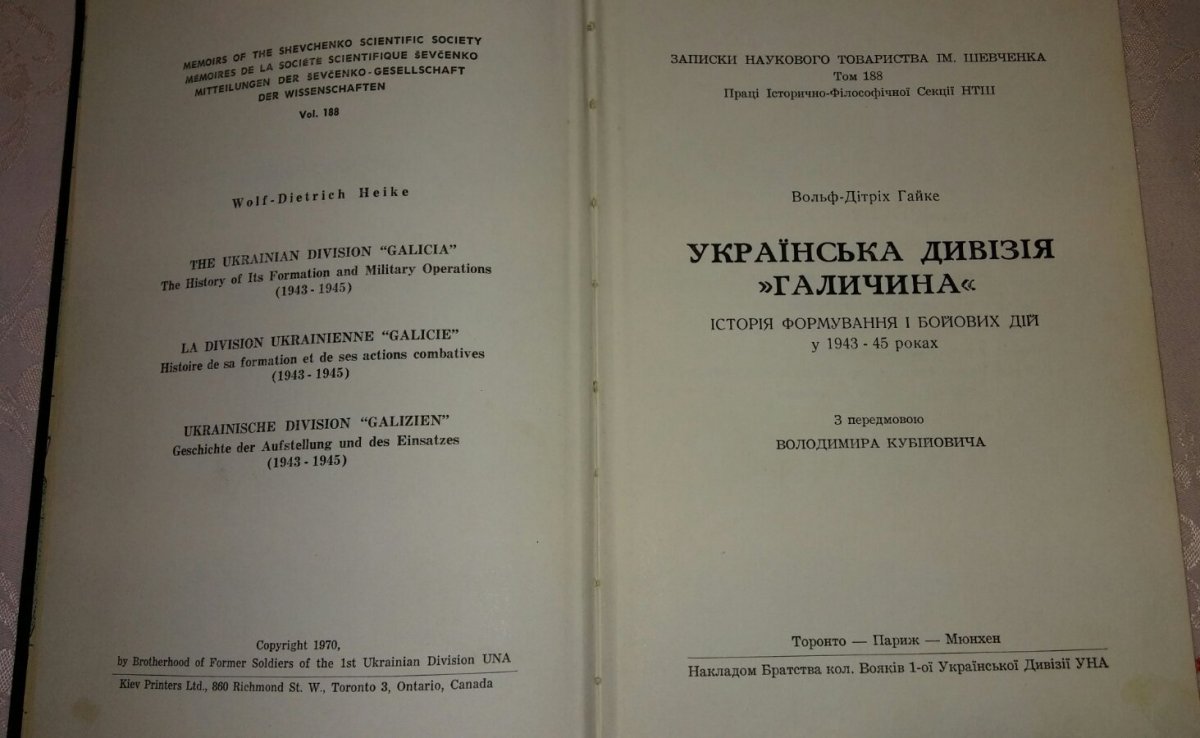 MEMOIRS OF THE SHEVCHENKO SCIENTIFIC SOCIETY
MÉMOIRES DE LA SOCIÉTÉ SCIENTIFIQUE ŠEVČENKO
MITTEILUNGEN DER ŠEVČENKO-GESELLSCHAFT
DER WISSENSCHAFTEN
Vol. 188
Wolf-Dietrich Heike
THE UKRAINIAN DIVISION “GALICIA”
The History of Its Formation and Military Operations
(1943-1945)
LA DIVISION UKRAINIENNE “GALICIE”
Histoire de sa formation et de ses actions combatives
(1943-1945)
UKRAINISCHE DIVISION “GALIZIEN”
Geschichte der Aufstellung und des Einsatzes
(1943-1945)
Copyright 1970,
by Brotherhood of Former Soldiers of the 1st Ukrainian Division UNA
Kiev Printers Ltd., 860 Richmond St. W., Toronto 3, Ontario, Canada
ЗАПИСКИ НАУКОВОГО ТОВАРИСТВА ІМ. ШЕВЧЕНКА
Том 188
Праці Історично-Філософічної Секції НТШ
Вольф-Дітріх Гайке
УКРАЇНСЬКА ДИВІЗІЯ
»ГАЛИЧИНА«
ІСТОРІЯ ФОРМУВАННЯ І БОЙОВИХ ДІЙ
у 1943 - 45 роках
З передмовою
ВОЛОДИМИРА КУБІЙОВИЧА
Торонто — Париж — Мюнхен
Накладом Братства кол. Вояків 1-ої Української Дивізії УНА